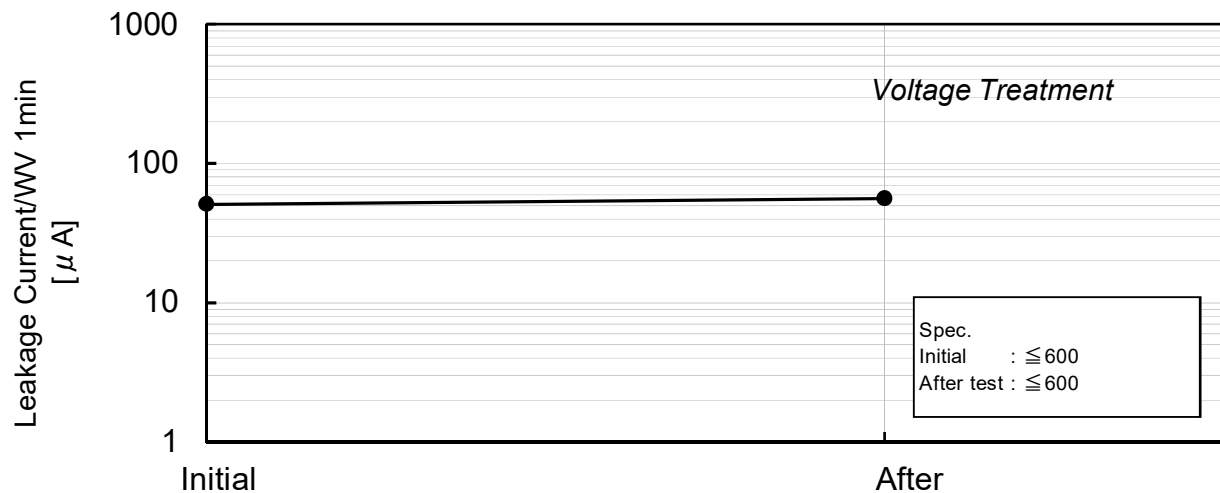 1000
Voltage Treatment
100
Leakage Current/WV 1min
[μA]
10
Spec.
Initial : ≦600
After test : ≦600
1
Initial
After